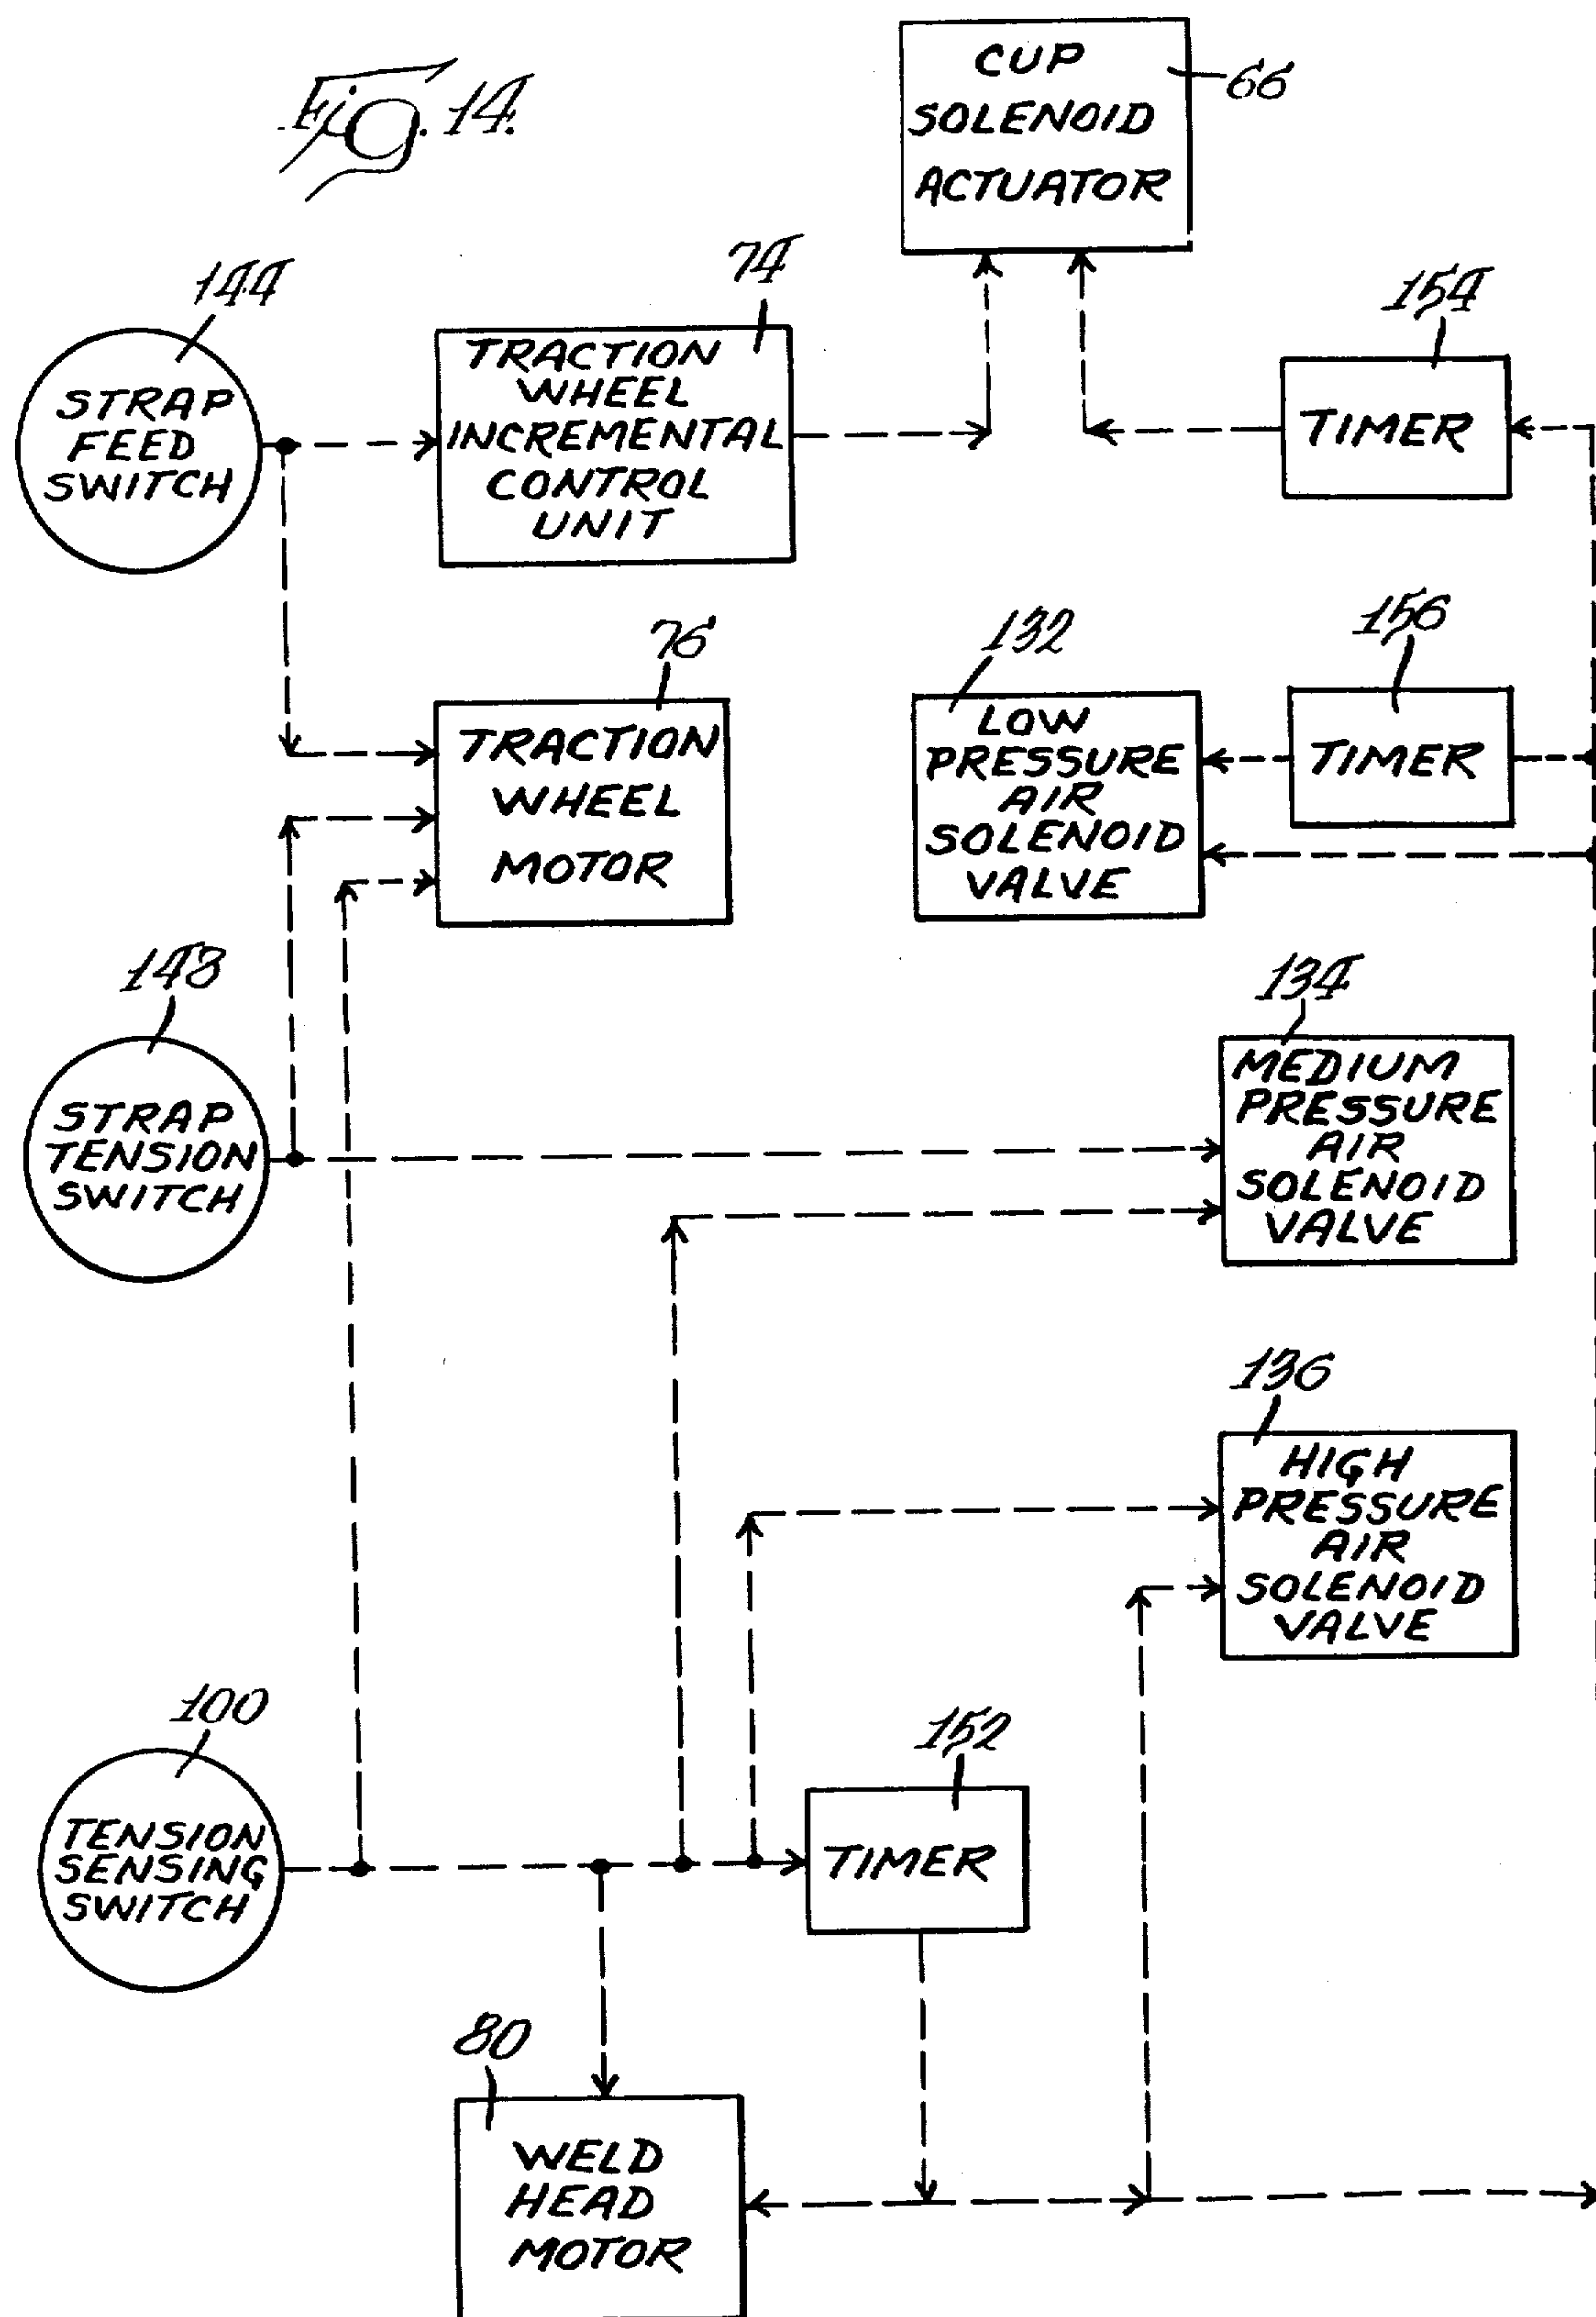 Fig. 14.
CUP
SOLENOID
ACTUATOR
66
144
STRAP
FEED
SWITCH
74
TRACTION
WHEEL
INCREMENTAL
CONTROL
UNIT
154
TIMER
76
TRACTION
WHEEL
MOTOR
132
LOW
PRESSURE
AIR
SOLENOID
VALVE
156
TIMER
148
STRAP
TENSION
SWITCH
134
MEDIUM
PRESSURE
AIR
SOLENOID
VALVE
136
HIGH
PRESSURE
AIR
SOLENOID
VALVE
100
TENSION
SENSING
SWITCH
152
TIMER
80
WELD
HEAD
MOTOR